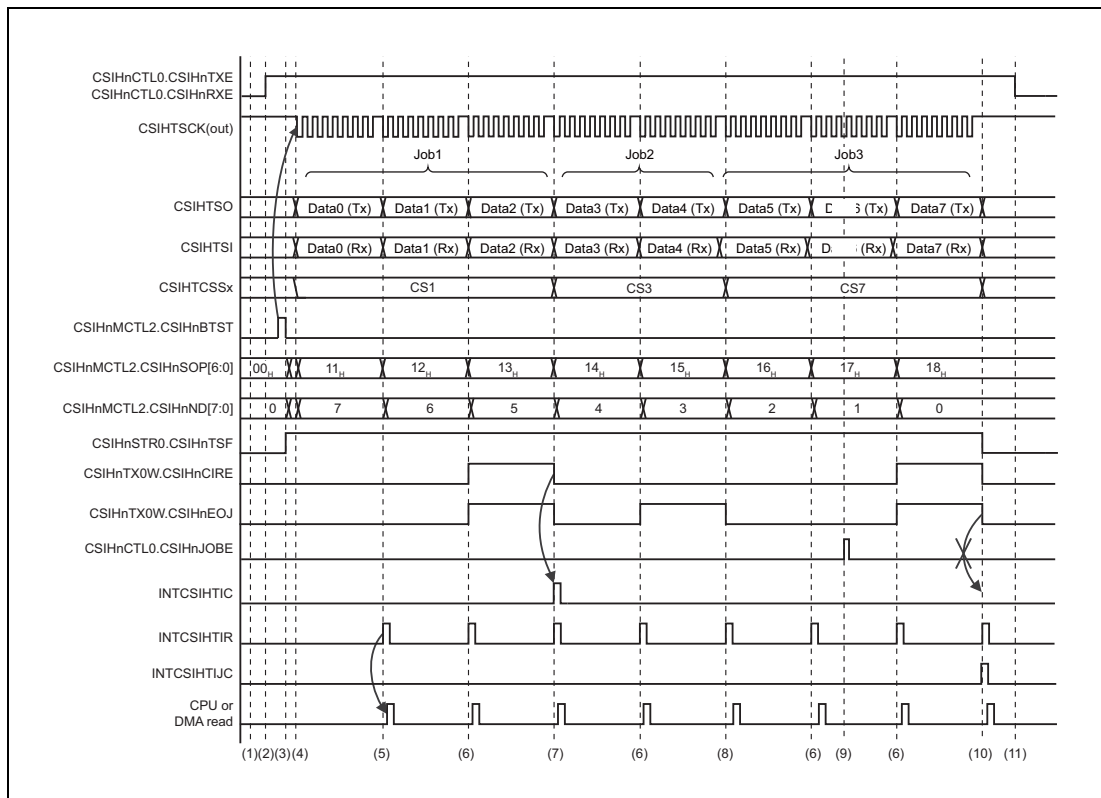 CSIHnCTL0.CSIHnTXE
CSIHnCTL0.CSIHnRXE
CSIHTSCK(out)
Job1 Job2 Job3
CSIHTSO Data0 (Tx) Data1 (Tx) Data2 (Tx) Data3 (Tx) Data4 (Tx) Data5 (Tx) (Tx) Data7 (Tx)
CSIHTSI Data0 (Rx) Data1 (Rx) Data2 (Rx) Data3 (Rx) Data4 (Rx) Data5 (Rx) (Rx) Data7 (Rx)
CSIHTCSSx CS1 CS3 CS7
CSIHnMCTL2.CSIHnBTST
CSIHnMCTL2.CSIHnSOP[6:0] 00H 11H 12H 13H 14H 15H 16H 17H 18H
CSIHnMCTL2.CSIHnND[7:0] 0 7 6 5 4 3 2 1 0
CSIHnSTR0.CSIHnTSF
CSIHnTX0W.CSIHnCIRE
CSIHnTX0W.CSIHnEOJ
CSIHnCTL0.CSIHnJOBE
INTCSIHTIC
INTCSIHTIR
INTCSIHTIJC
CPU or
DMA read
(1) (2) (3) (4) (5) (6) (7) (6) (8) (6) (9) (6) (10) (11)